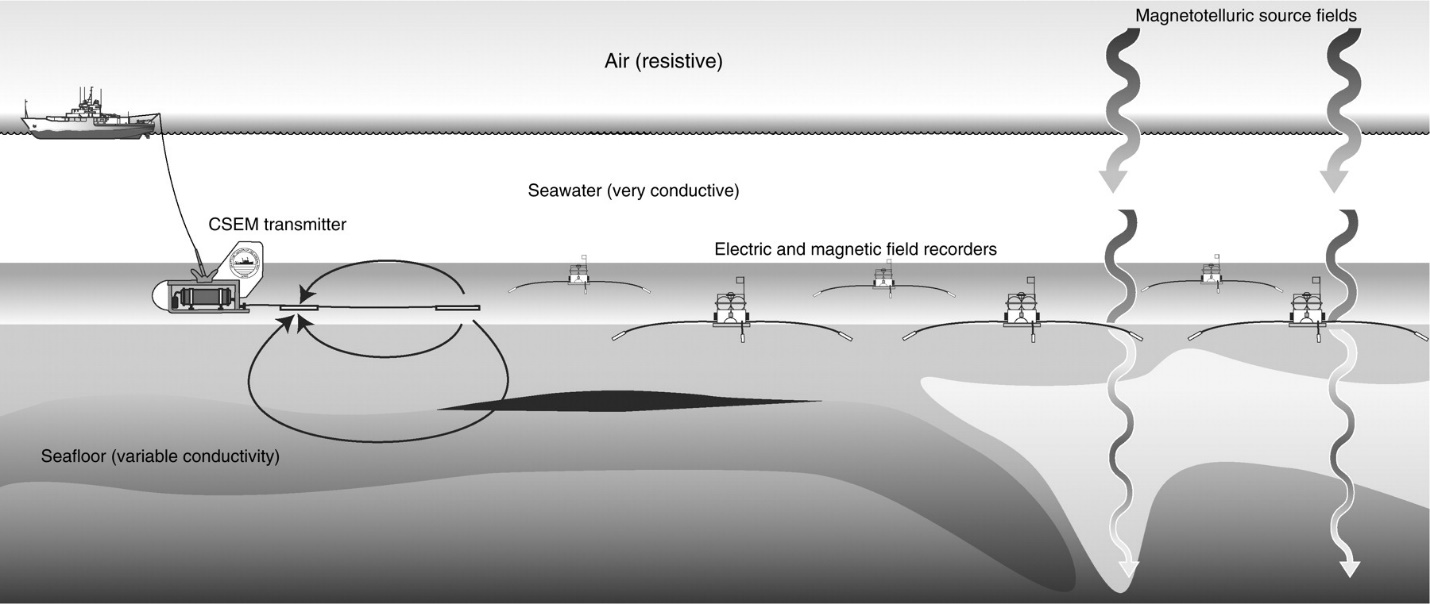 Magnetotelluric source fields
Air (resistive)
Seawater (very conductive)
CSEM transmitter
Electric and magnetic field recorders
Seafloor (variable conductivity)